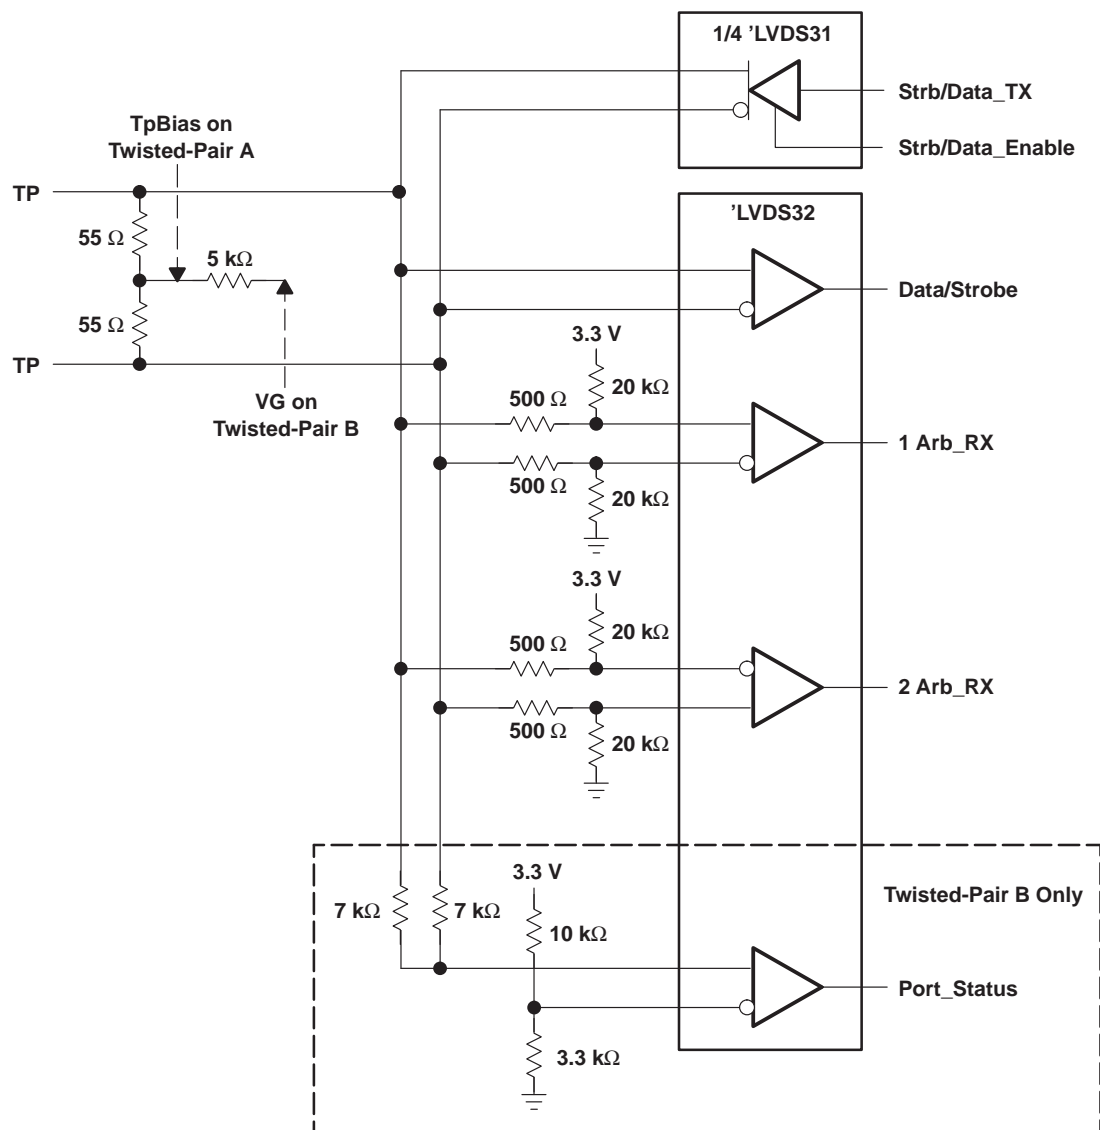 1/4 ’LVDS31
Strb/Data_TX
TpBias on
Twisted-Pair A
Strb/Data_Enable
TP
’LVDS32
55 Ω
5 kΩ
Data/Strobe
55 Ω
3.3 V
TP
20 kΩ
500 Ω
VG on
Twisted-Pair B
1 Arb_RX
500 Ω
20 kΩ
3.3 V
20 kΩ
500 Ω
2 Arb_RX
500 Ω
20 kΩ
3.3 V
Twisted-Pair B Only
7 kΩ
7 kΩ
10 kΩ
Port_Status
3.3 kΩ